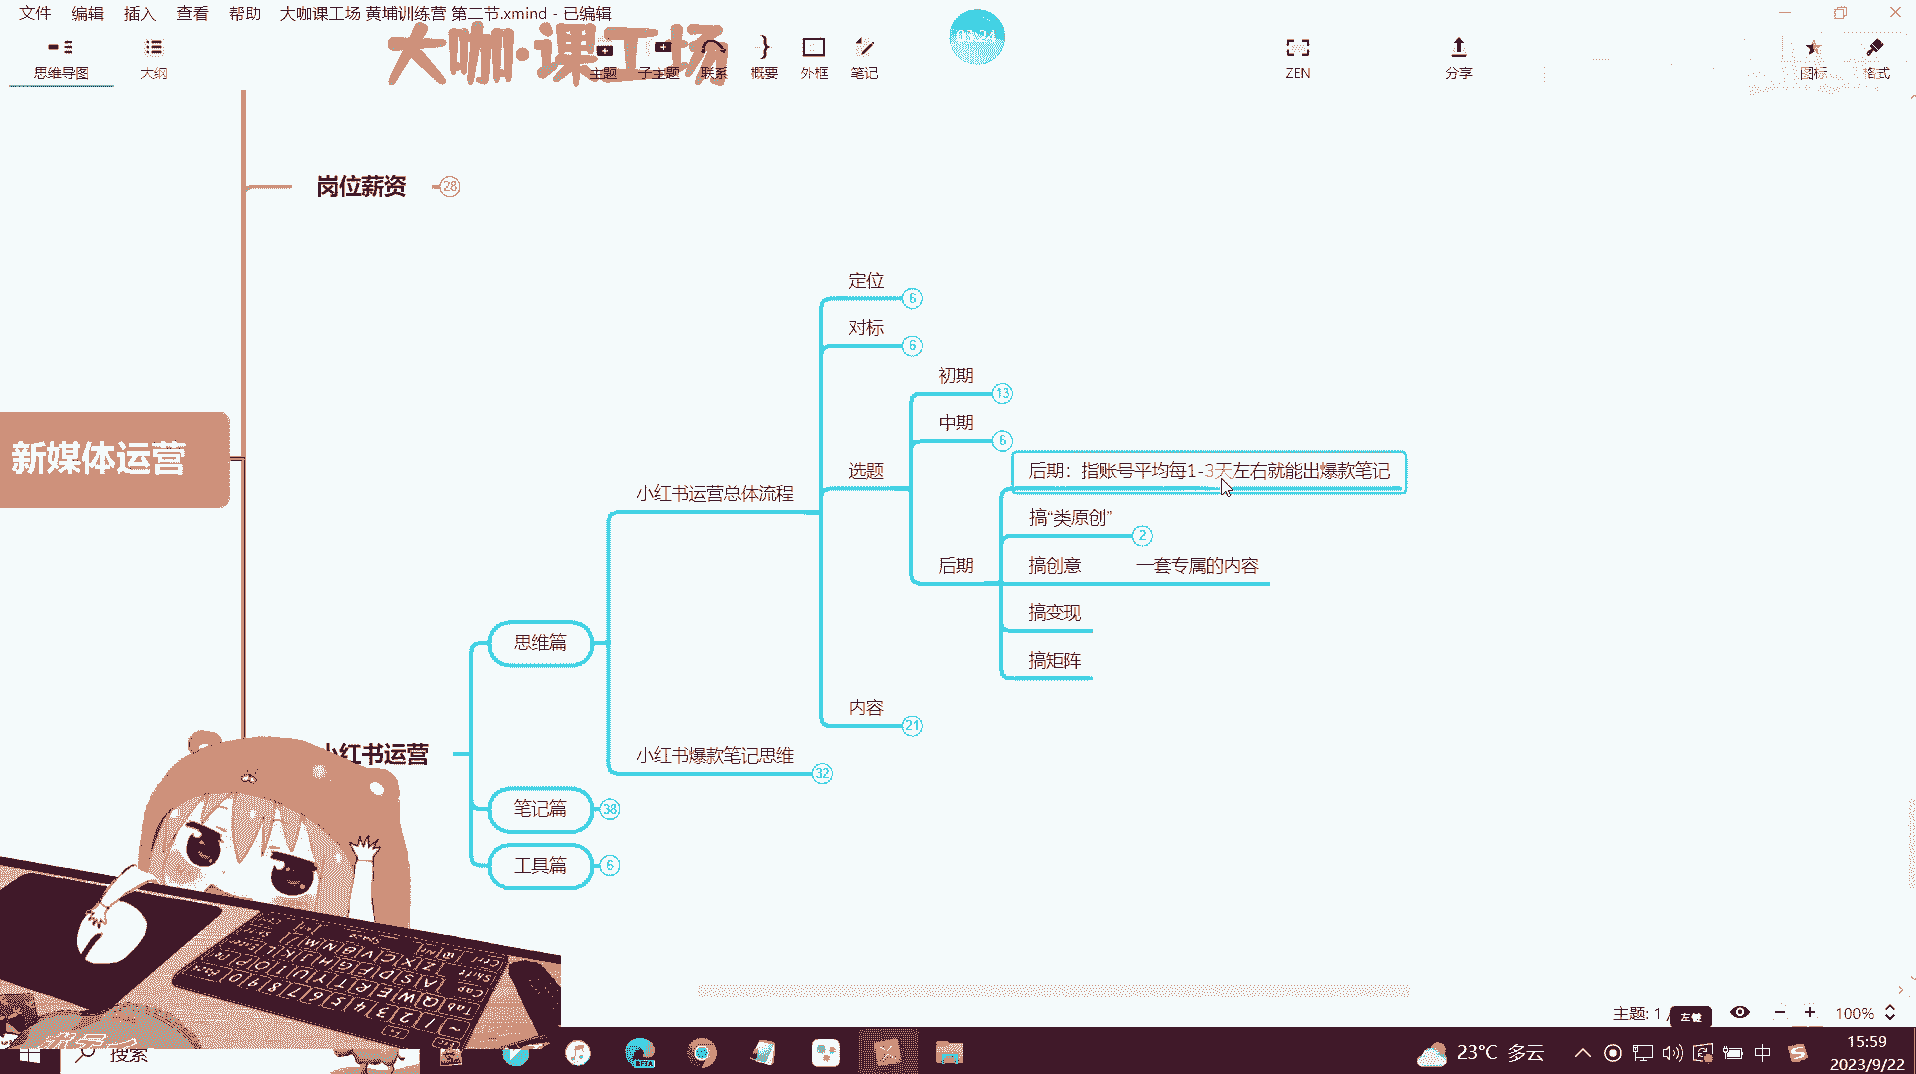 文件 编辑 插入 查看 帮助 大咖课工场 黄埔训练营 第二节.xmind - 已编辑
大咖·课工场
03:24
思维导图 大纲 主题 子主题 联系 概要 外框 笔记 ZEN 分享 图标 格式
岗位薪资 28
定位 6
对标 6
初期 13
中期 6
新媒体运营
选题
后期：指账号平均每1-3天左右就能出爆款笔记
小红书运营总体流程
搞“类原创” 2
后期
搞创意 一套专属的内容
搞变现
思维篇
搞矩阵
内容 21
小红书运营
小红书爆款笔记思维 32
笔记篇 38
工具篇 6
主题: 1 /
左键
100%
搜索
23°C 多云
中
15:59
2023/9/22